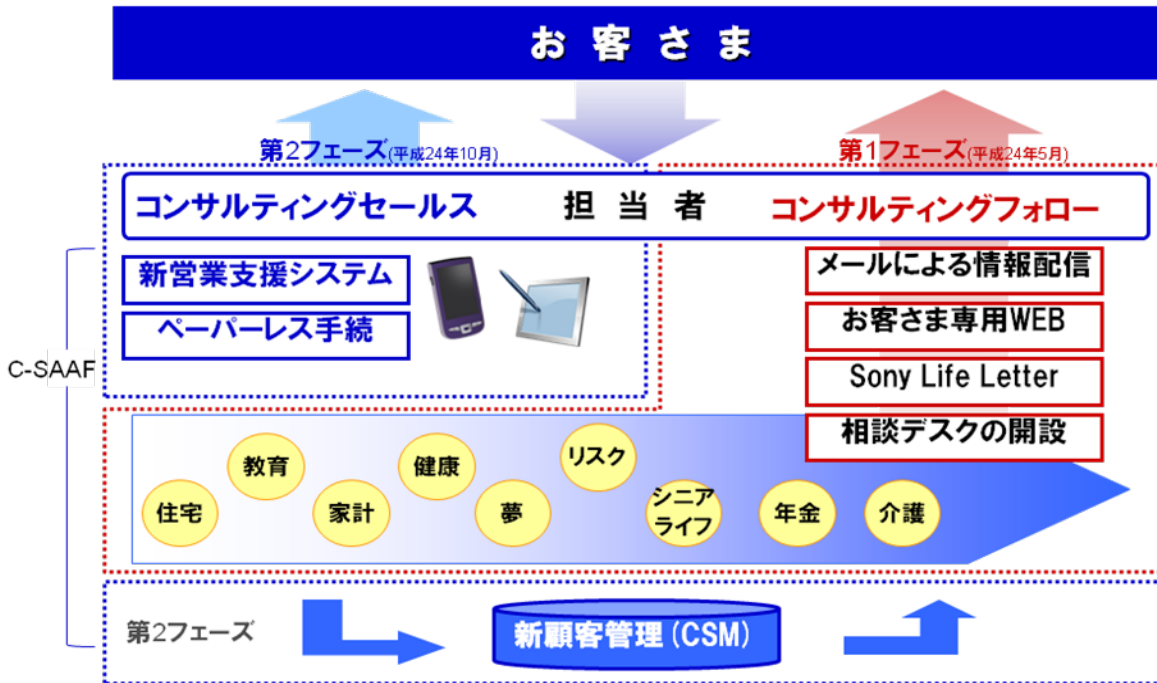 お客さま
第2フェーズ(平成24年10月)
第1フェーズ(平成24年5月)
コンサルティングセールス
担当者
コンサルティングフォロー
新営業支援システム
ペーパーレス手続
メールによる情報配信
お客さま専用WEB
Sony Life Letter
相談デスクの開設
C-SAAF
住宅
教育
家計
健康
夢
リスク
シニア
ライフ
年金
介護
第2フェーズ
新顧客管理(CSM)